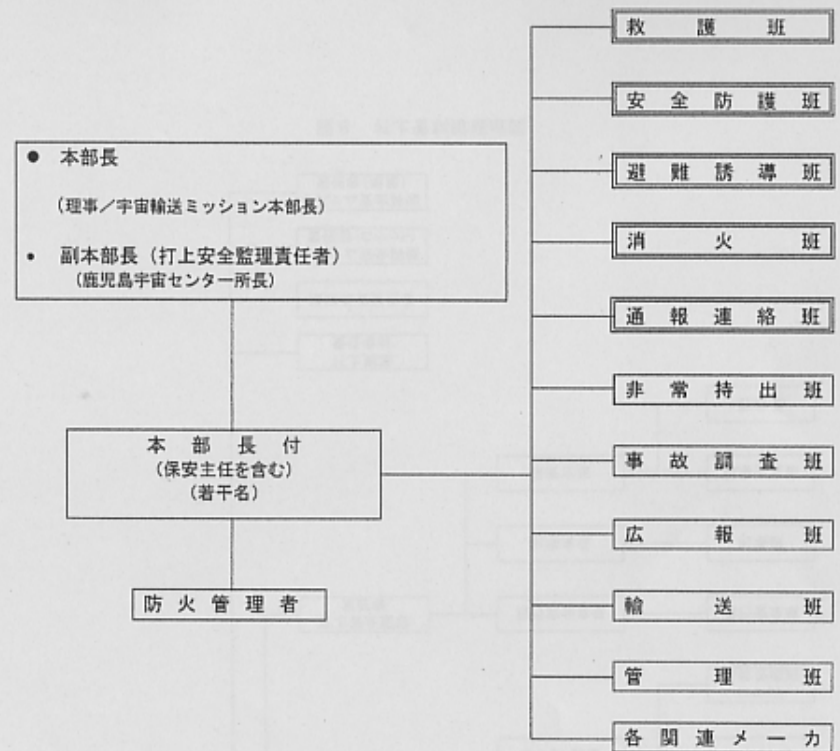 ● 本部長
(理事/宇宙輸送ミッション本部長)
• 副本部長(打上安全監理責任者)
(鹿児島宇宙センター所長)
本部長付
(保安主任を含む)
(若干名)
防火管理者
救護班
安全防護班
避難誘導班
消火班
通報連絡班
非常持出班
事故調査班
広報班
輸送班
管理班
各関連メーカ